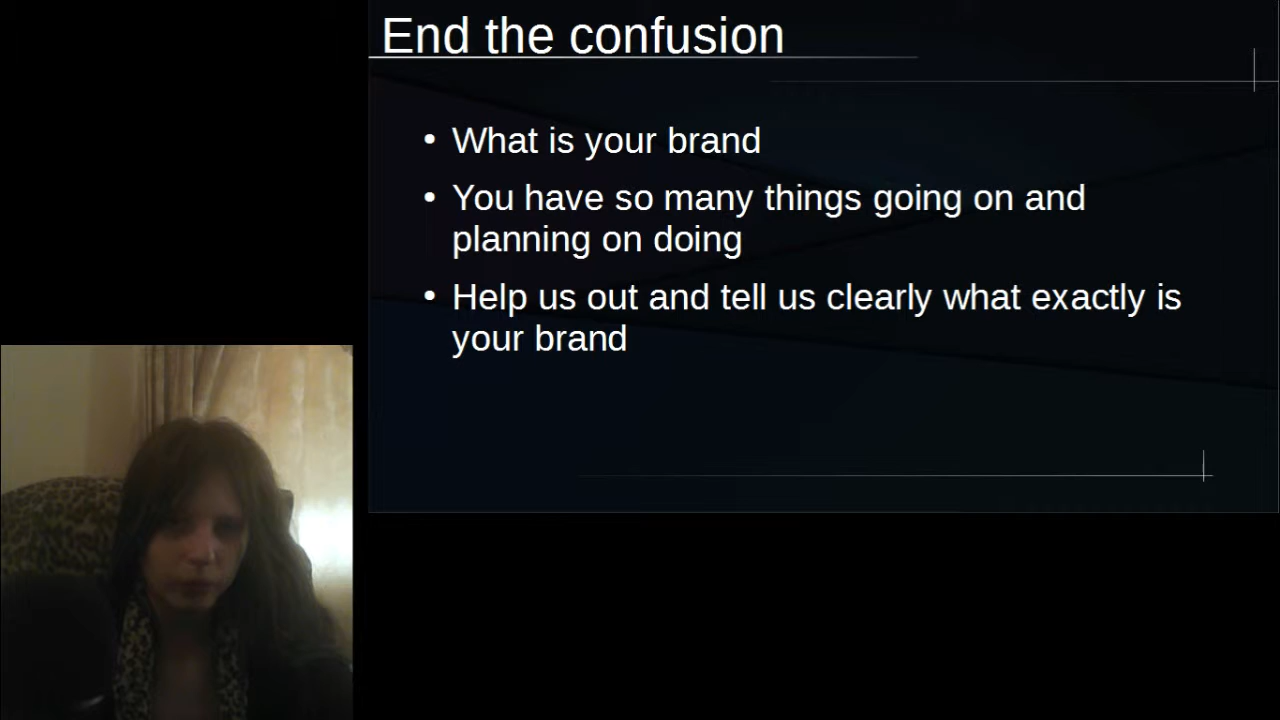 End the confusion
• What is your brand
• You have so many things going on and
planning on doing
• Help us out and tell us clearly what exactly is
your brand